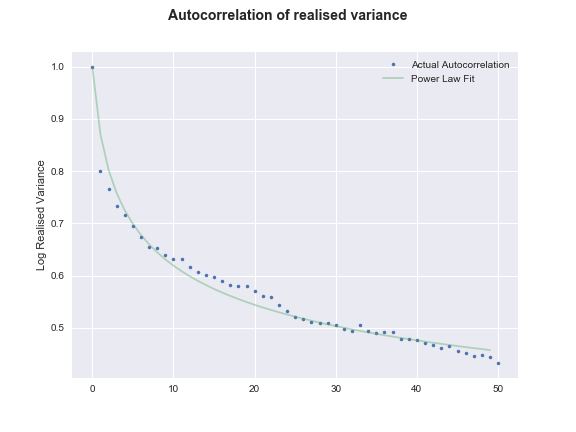 Autocorrelation of realised variance
Actual Autocorrelation
Power Law Fit
Log Realised Variance
1.0
0.9
0.8
0.7
0.6
0.5
0 10 20 30 40 50